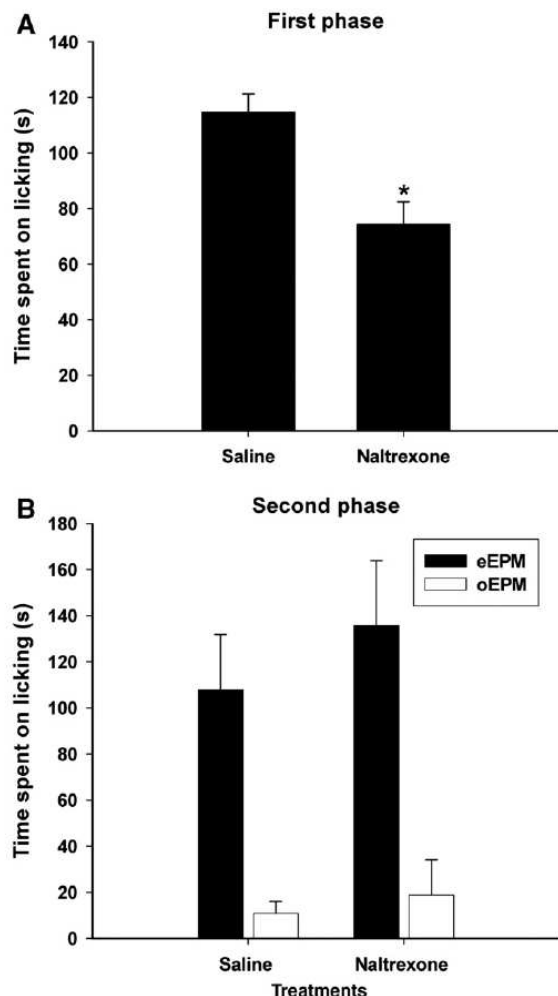 A
First phase
Time spent on licking (s)
140
120
100
80
60
40
20
0
*
Saline
Naltrexone
B
Second phase
Time spent on licking (s)
180
160
140
120
100
80
60
40
20
0
eEPM
oEPM
Saline
Naltrexone
Treatments